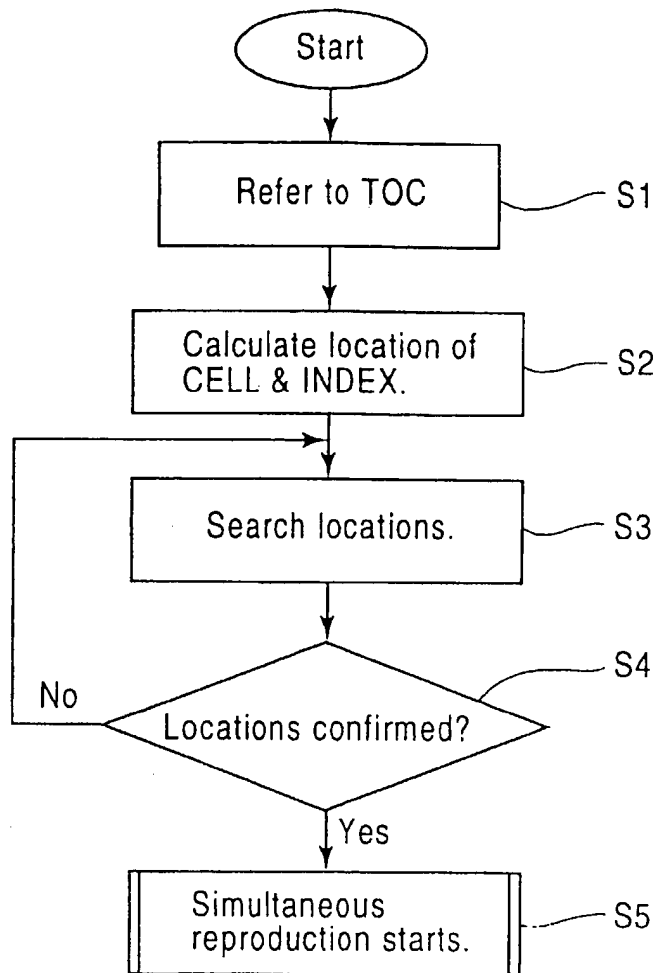 Start
Refer to TOC
S1
Calculate location of
CELL & INDEX.
S2
Search locations.
S3
S4
No
Locations confirmed?
Yes
Simultaneous
reproduction starts.
S5